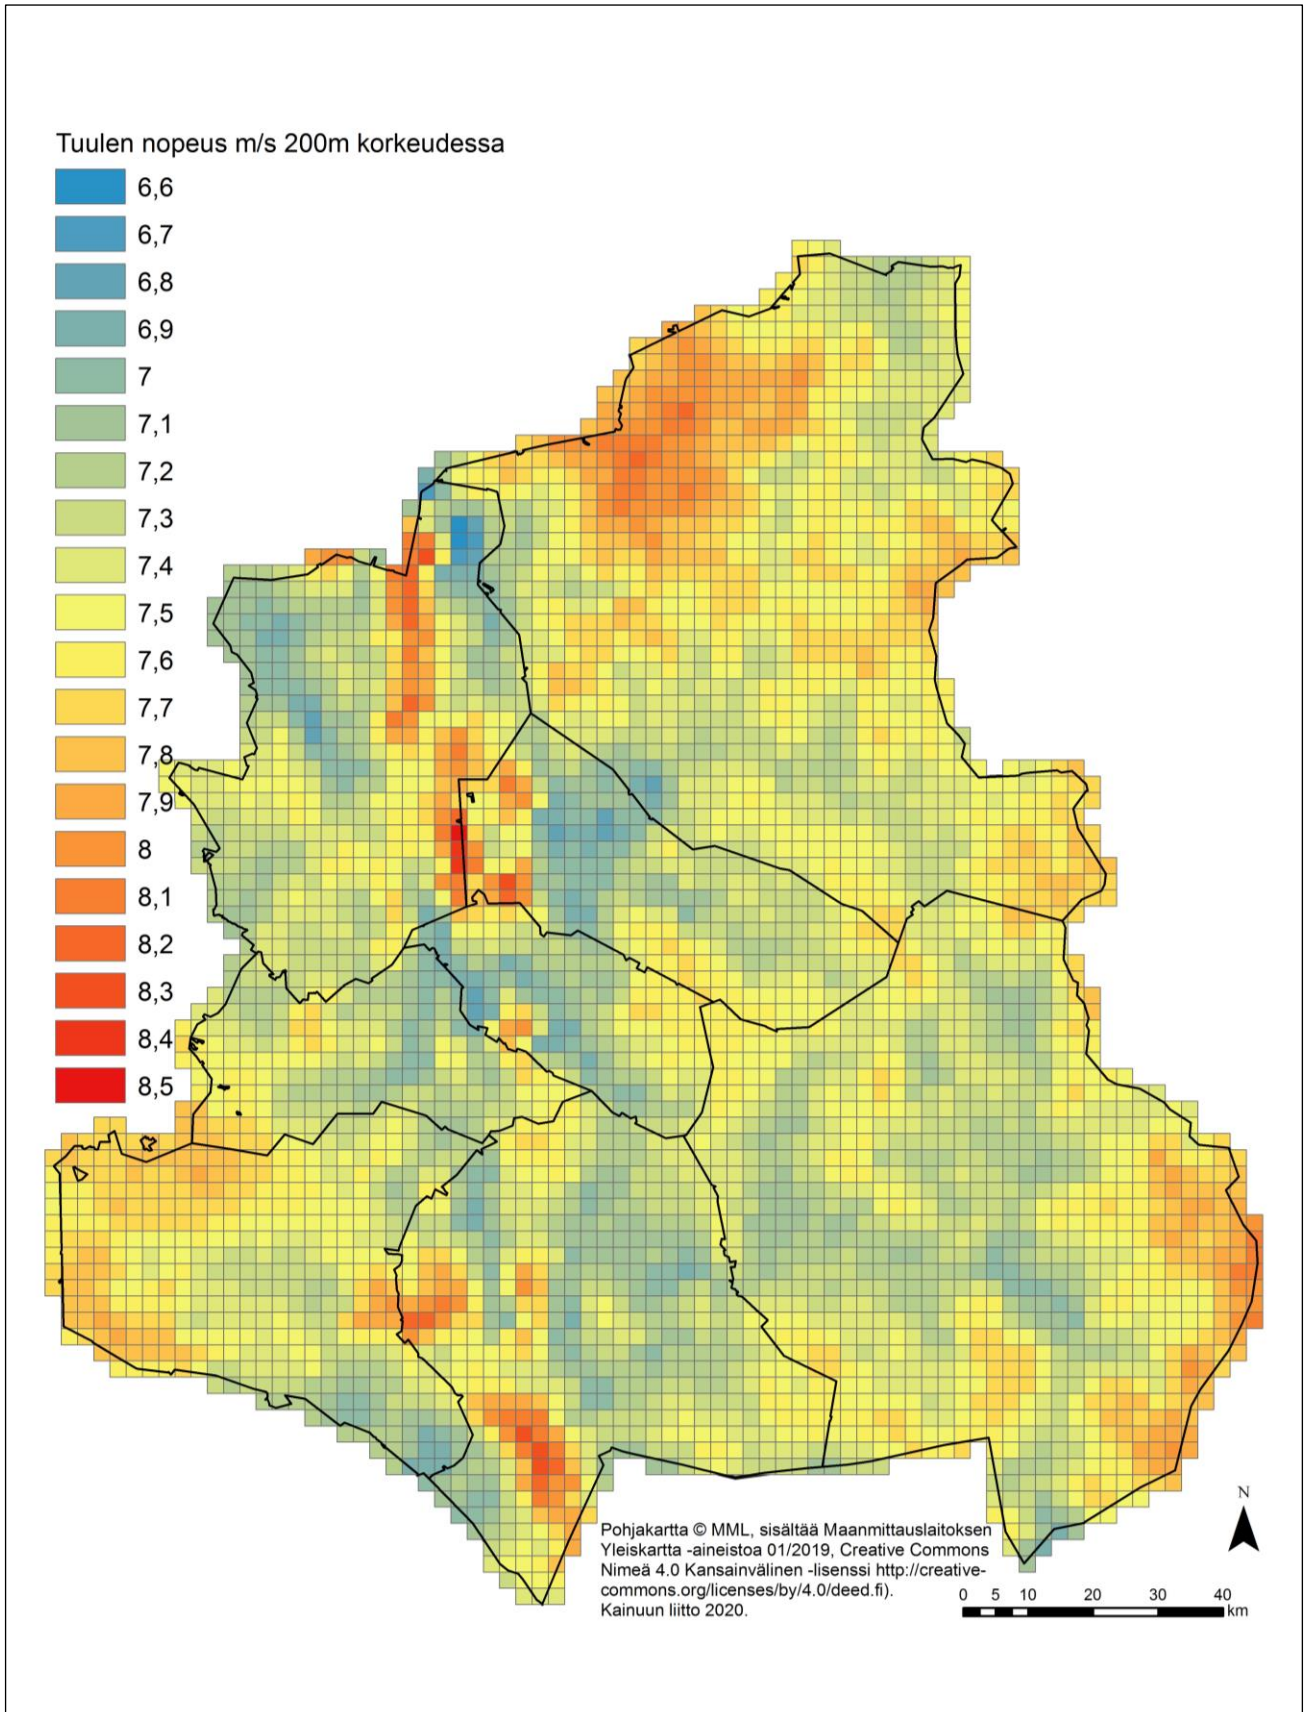 Tuulen nopeus m/s 200m korkeudessa
6,6
6,7
6,8
6,9
7
7,1
7,2
7,3
7,4
7,5
7,6
7,7
7,8
7,9
8
8,1
8,2
8,3
8,4
8,5
N
Pohjakartta © MML, sisältää Maanmittauslaitoksen
Yleiskartta -aineistoa 01/2019, Creative Commons
Nimeä 4.0 Kansainvälinen -lisenssi http://creative-
commons.org/licenses/by/4.0/deed.fi).
Kainuun liitto 2020.
0 5 10 20 30 40
km